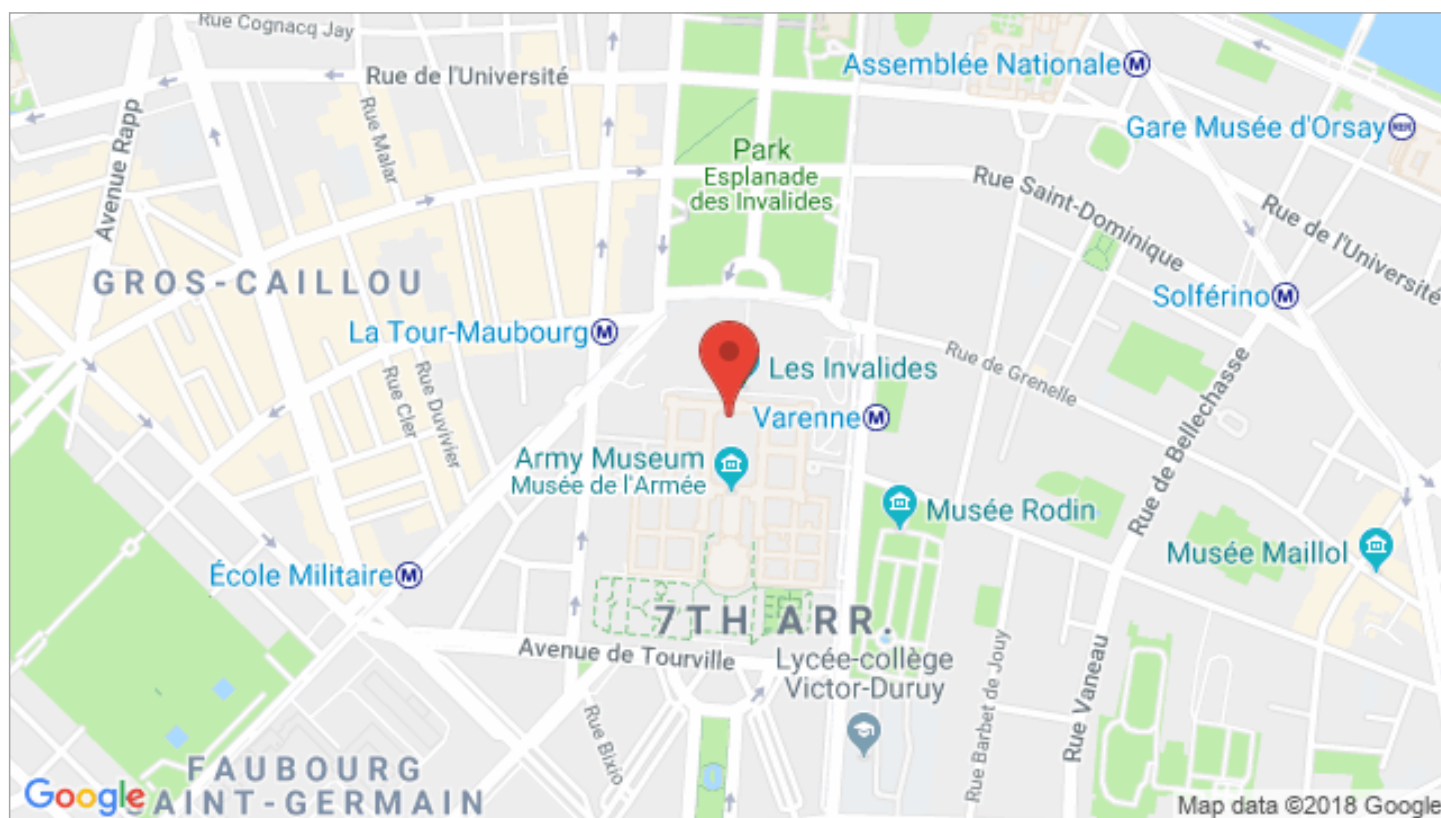 Rue Cognacq Jay
Rue de l'Université
Assemblée Nationale
M
Gare Musée d'Orsay
RER
Avenue Rapp
Rue Malar
Park
Esplanade
des Invalides
Rue Saint-Dominique
Rue de l'Université
GROS-CAILLOU
Solférino
M
La Tour-Maubourg
M
Rue de Grenelle
Les Invalides
Rue Cler
Rue Duvivier
Varenne
M
Rue de Bellechasse
Army Museum
Musée de l'Armée
Musée Rodin
Musée Maillol
École Militaire
M
7TH ARR.
Avenue de Tourville
Lycée-collège
Victor-Duruy
Rue Barbet de Jouy
Rue Vaneau
Rue Bixio
FAUBOURG
SAINT-GERMAIN
Google
Map data ©2018 Google